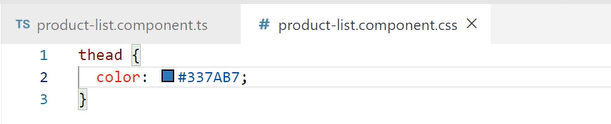 TS product-list.component.ts # product-list.component.css ×
1 thead {
2 color: #337AB7;
3 }